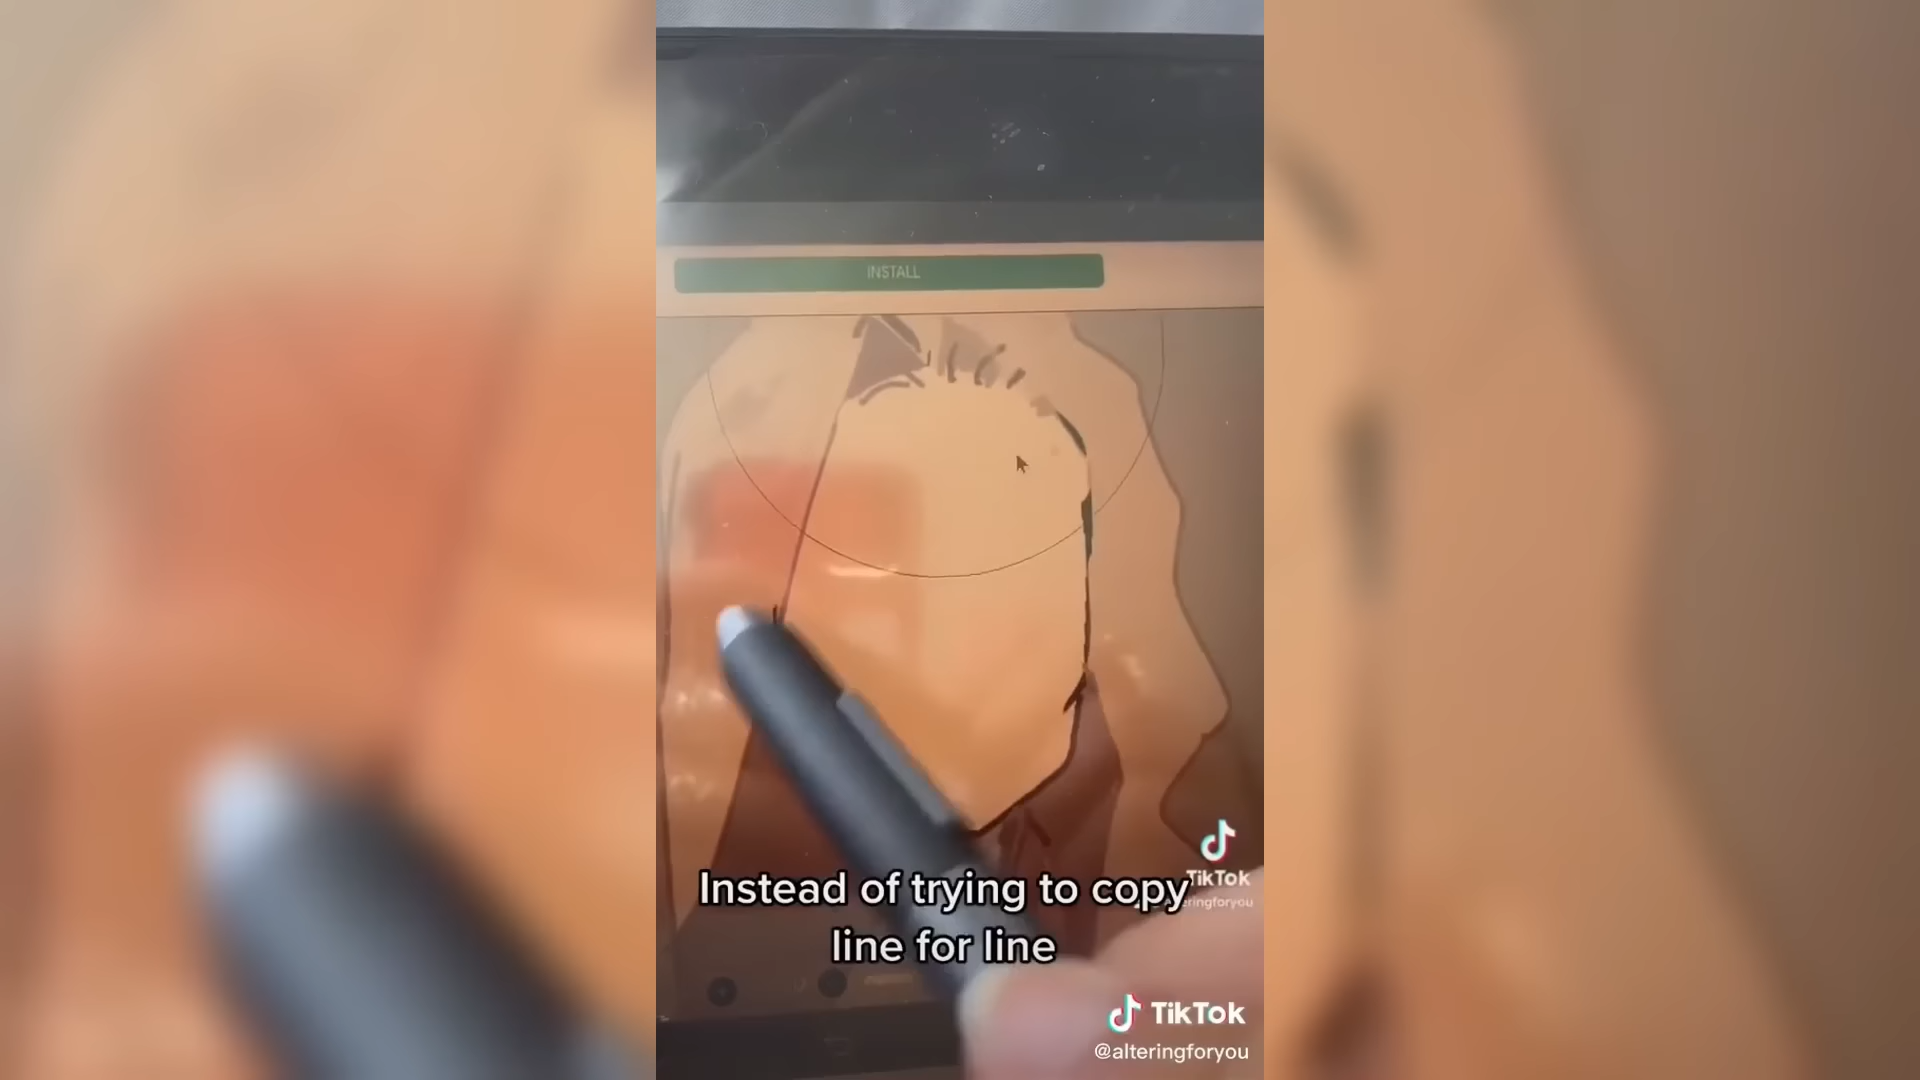 INSTALL
Instead of trying to copy
line for line
TikTok
TikTok
@alteringforyou